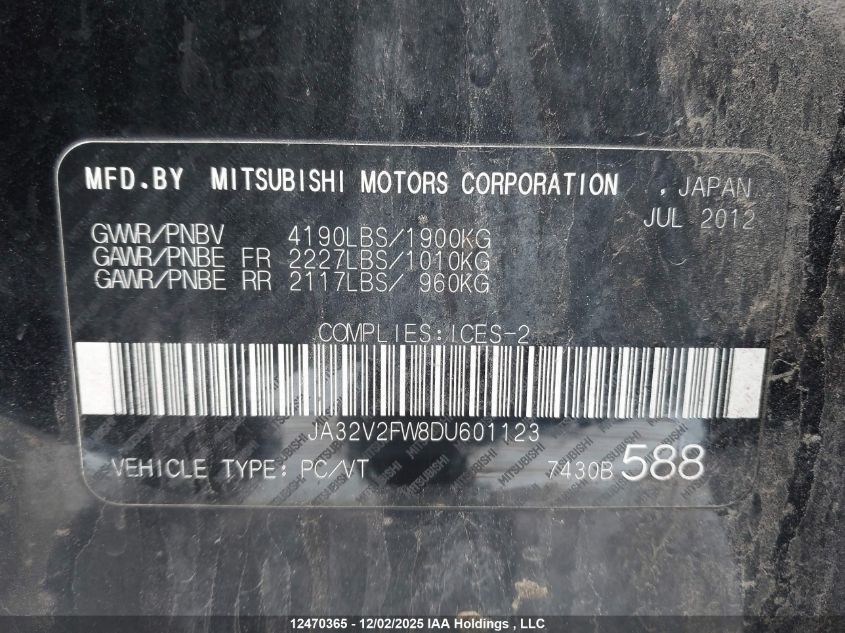 MFD.BY MITSUBISHI MOTORS CORPORATION , JAPAN
JUL 2012
GVWR/PNBV 4190LBS/1900KG
GAWR/PNBE FR 2227LBS/1010KG
GAWR/PNBE RR 2117LBS/ 960KG
COMPLIES:ICES-2
JA32V2FW8DU601123
VEHICLE TYPE: PC/VT 7430B 588
12470365 - 12/02/2025 IAA Holdings , LLC